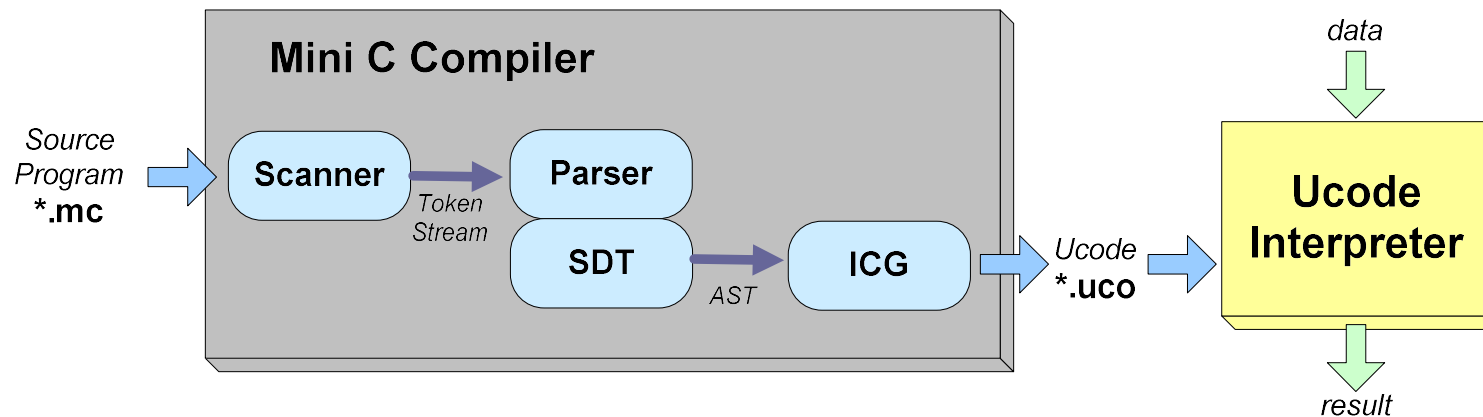 Mini C Compiler
Source
Program
*.mc
Scanner
Token
Stream
Parser
SDT
AST
ICG
Ucode
*.uco
data
Ucode
Interpreter
result